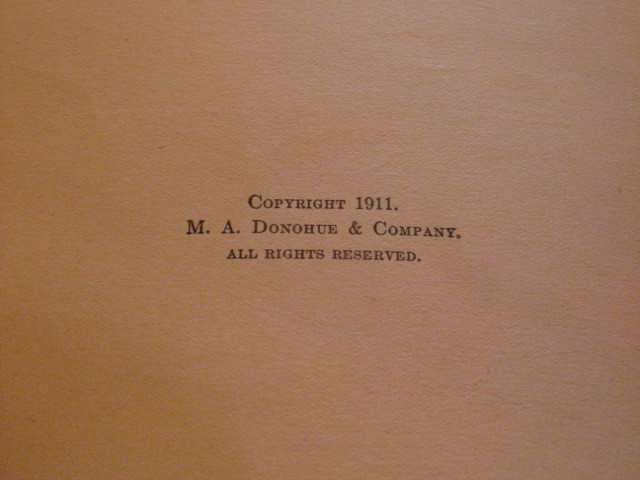 Copyright 1911.
M. A. Donohue & Company.
ALL RIGHTS RESERVED.